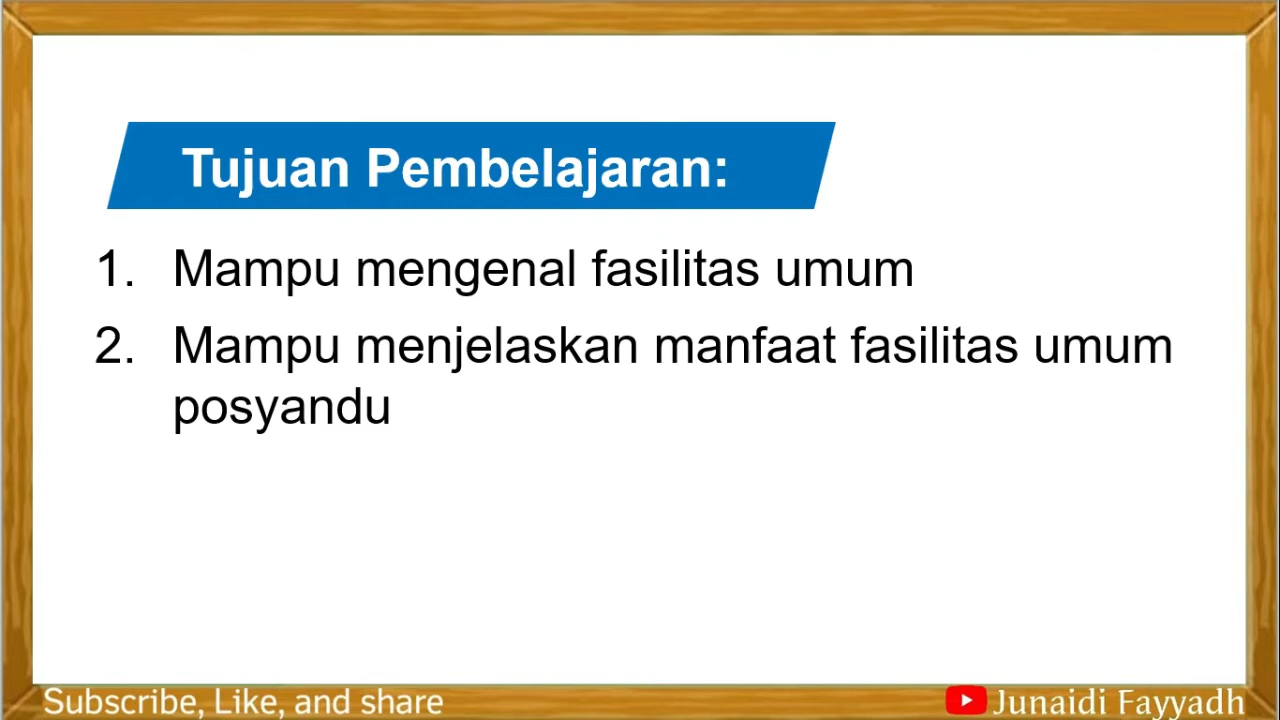 Tujuan Pembelajaran:
1. Mampu mengenal fasilitas umum
2. Mampu menjelaskan manfaat fasilitas umum
posyandu
Subscribe, Like, and share
Junaidi Fayyadh